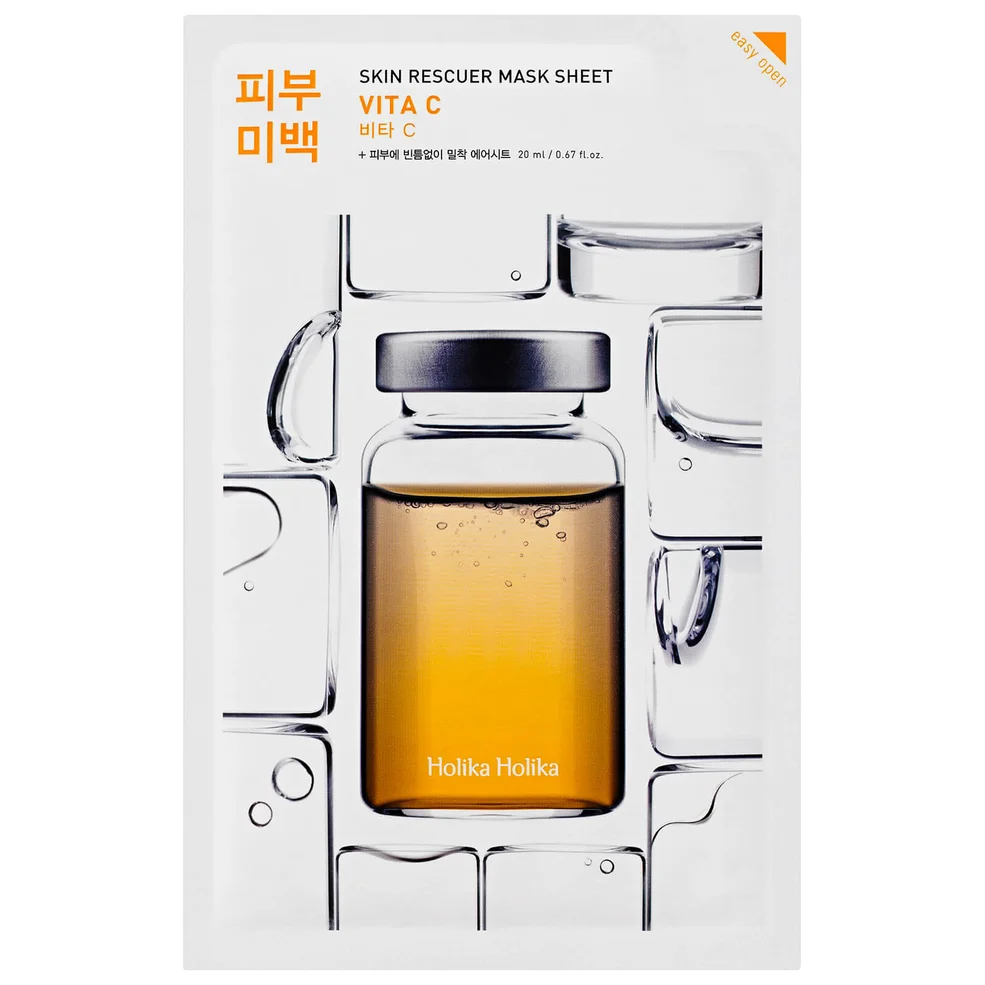 피부
미백
SKIN RESCUER MASK SHEET
VITA C
비타 C
+ 피부에 빈틈없이 밀착 에어시트 20 ml / 0.67 fl.oz.
easy open
Holika Holika